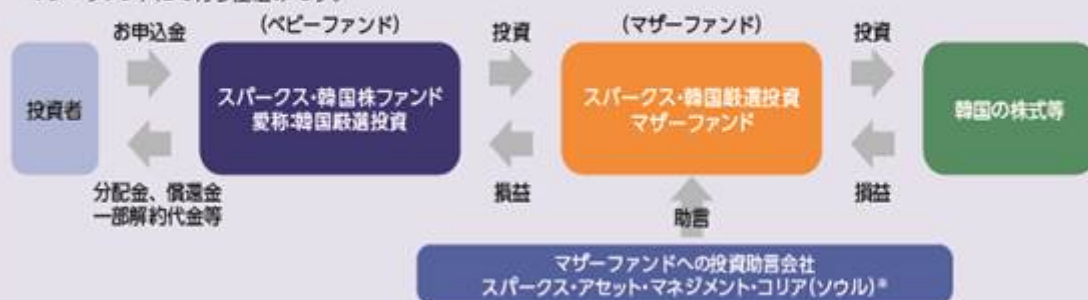 お申込金
(ベビーファンド)
投資
(マザーファンド)
投資
投資者
スパークス・韓国株ファンド
愛称:韓国厳選投資
スパークス・韓国厳選投資
マザーファンド
韓国の株式等
分配金、償還金
一部解約代金等
損益
助言
損益
マザーファンドへの投資助言会社
スパークス・アセット・マネジメント・コリア(ソウル)※